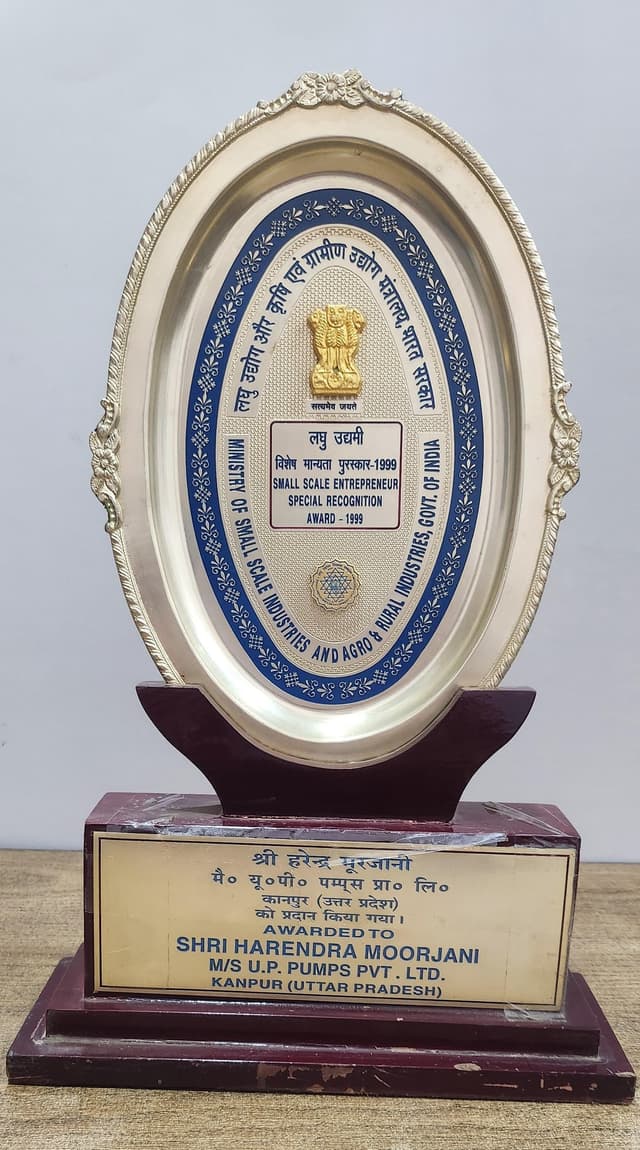 लघु उद्योग और कृषि एवं ग्रामीण उद्योग मंत्रालय, भारत सरकार
सत्यमेव जयते
लघु उद्यमी
विशेष मान्यता पुरस्कार-1999
SMALL SCALE ENTREPRENEUR
SPECIAL RECOGNITION
AWARD - 1999
MINISTRY OF SMALL SCALE INDUSTRIES AND AGRO & RURAL INDUSTRIES, GOVT. OF INDIA
श्री हरेन्द्र मूरजानी
मै० यू०पी० पम्प्स प्रा० लि०
कानपुर (उत्तर प्रदेश)
को प्रदान किया गया।
AWARDED TO
SHRI HARENDRA MOORJANI
M/S U.P. PUMPS PVT. LTD.
KANPUR (UTTAR PRADESH)